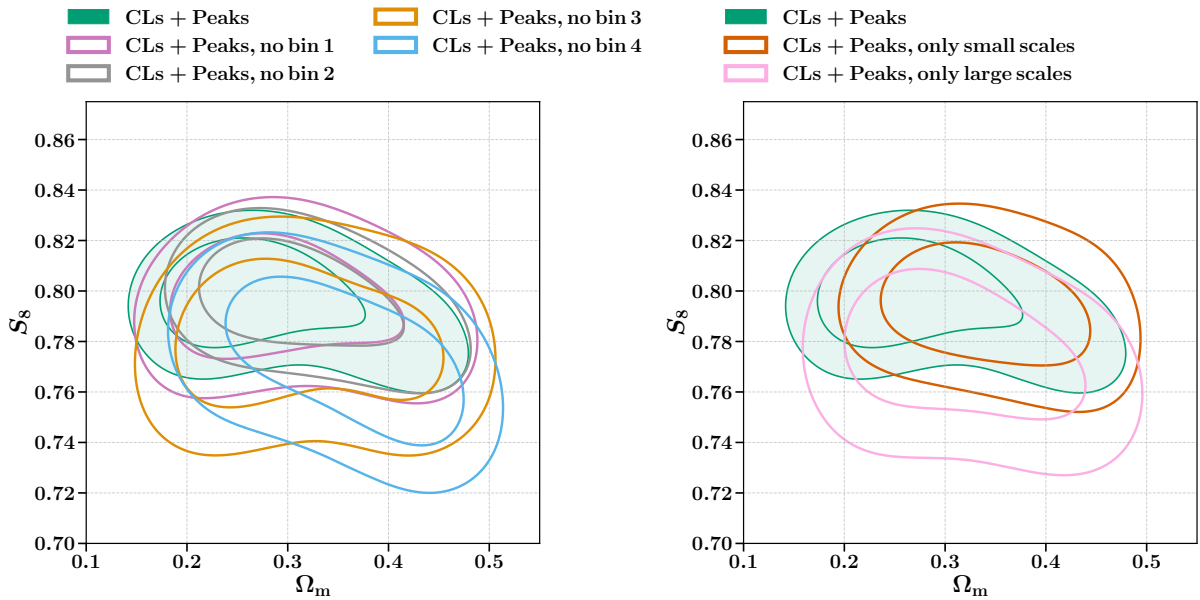 CLs + Peaks
CLs + Peaks, no bin 1
CLs + Peaks, no bin 2
CLs + Peaks, no bin 3
CLs + Peaks, no bin 4
0.86
0.84
0.82
0.80
0.78
0.76
0.74
0.72
0.70
S₈
0.1 0.2 0.3 0.4 0.5
Ωₘ
CLs + Peaks
CLs + Peaks, only small scales
CLs + Peaks, only large scales
0.86
0.84
0.82
0.80
0.78
0.76
0.74
0.72
0.70
S₈
0.1 0.2 0.3 0.4 0.5
Ωₘ